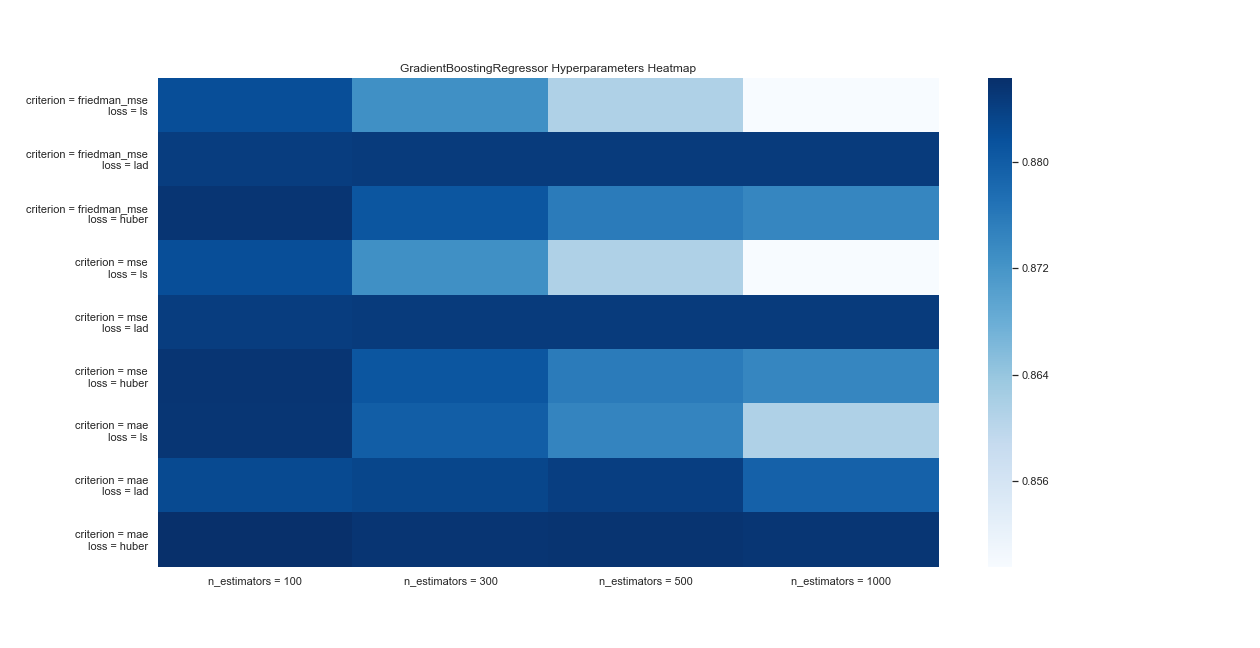 GradientBoostingRegressor Hyperparameters Heatmap
criterion = friedman_mse
loss = ls
criterion = friedman_mse
loss = lad
criterion = friedman_mse
loss = huber
criterion = mse
loss = ls
criterion = mse
loss = lad
criterion = mse
loss = huber
criterion = mae
loss = ls
criterion = mae
loss = lad
criterion = mae
loss = huber
n_estimators = 100
n_estimators = 300
n_estimators = 500
n_estimators = 1000
0.880
0.872
0.864
0.856